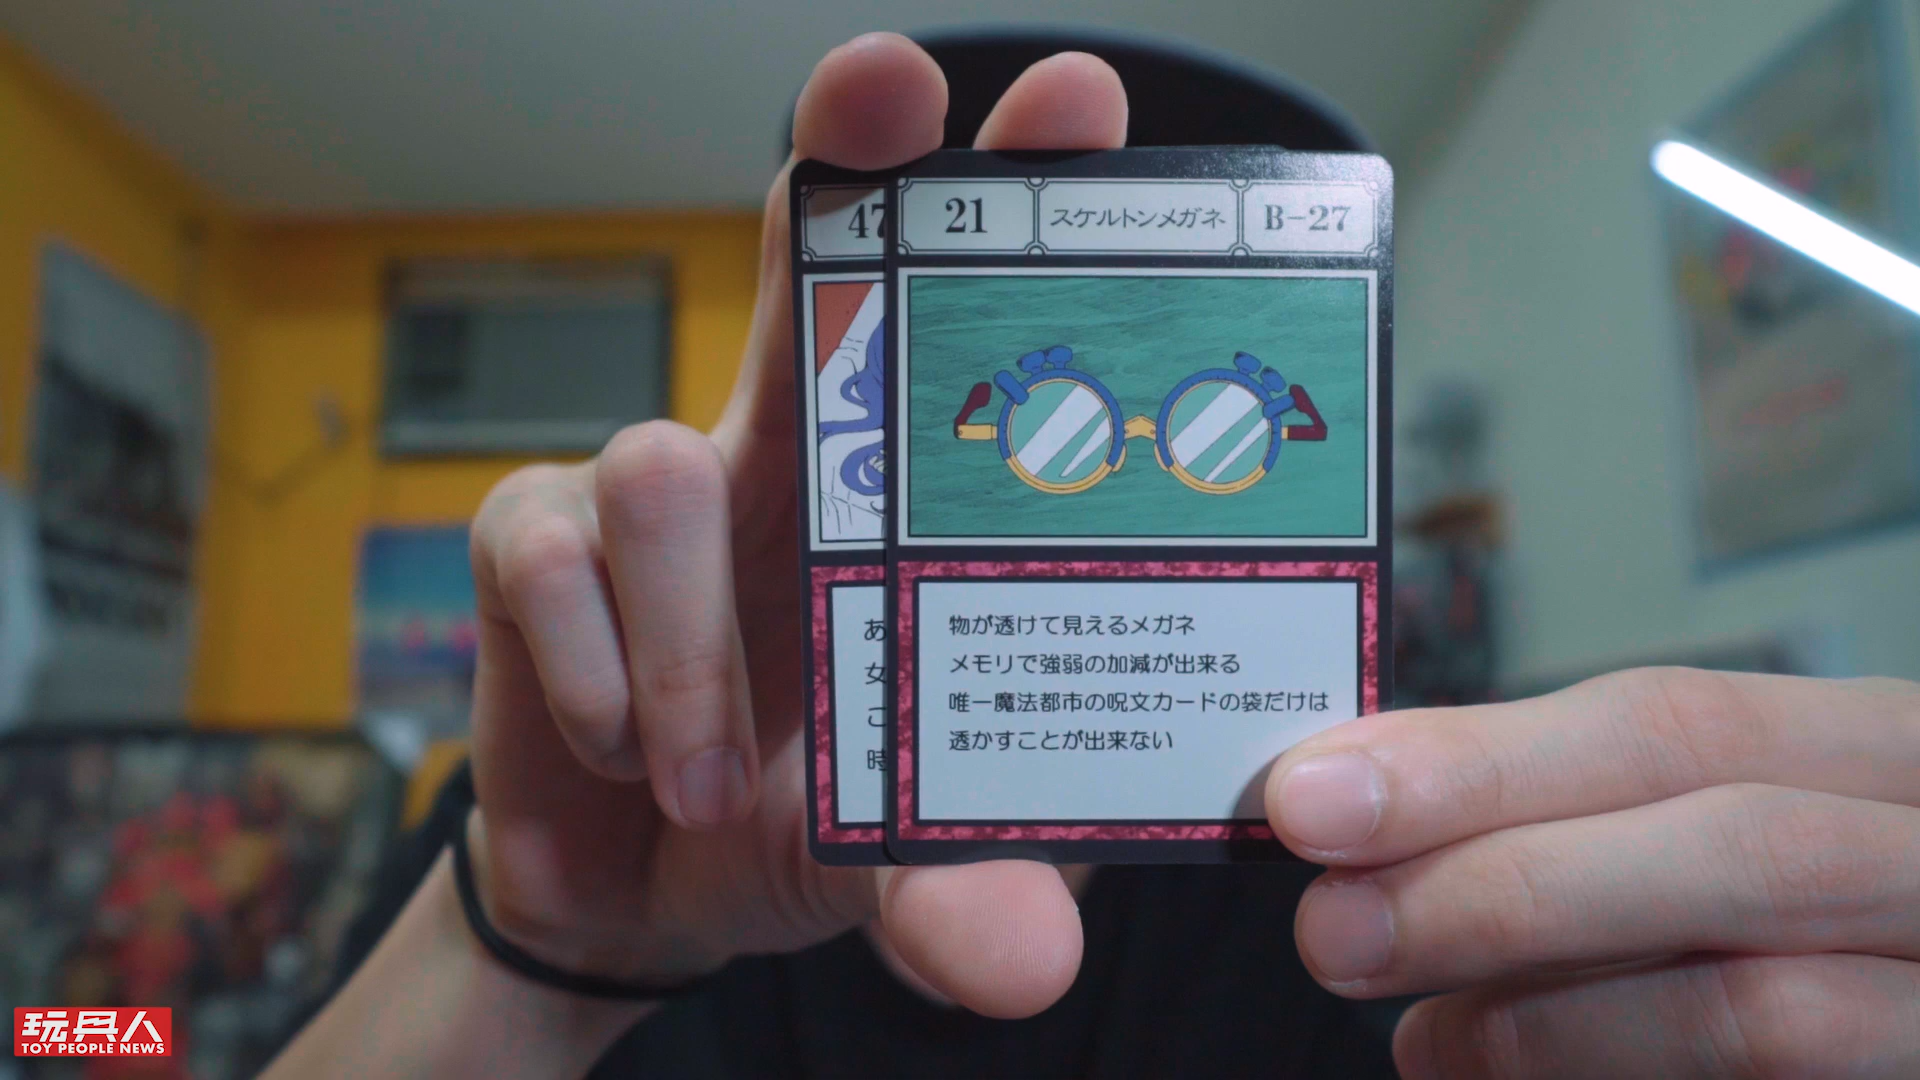 47
21 スケルトンメガネ B-27
物が透けて見えるメガネ
メモリで強弱の加減が出来る
唯一魔法都市の呪文カードの袋だけは
透かすことが出来ない
あ
女
こ
時
玩具人
TOY PEOPLE NEWS